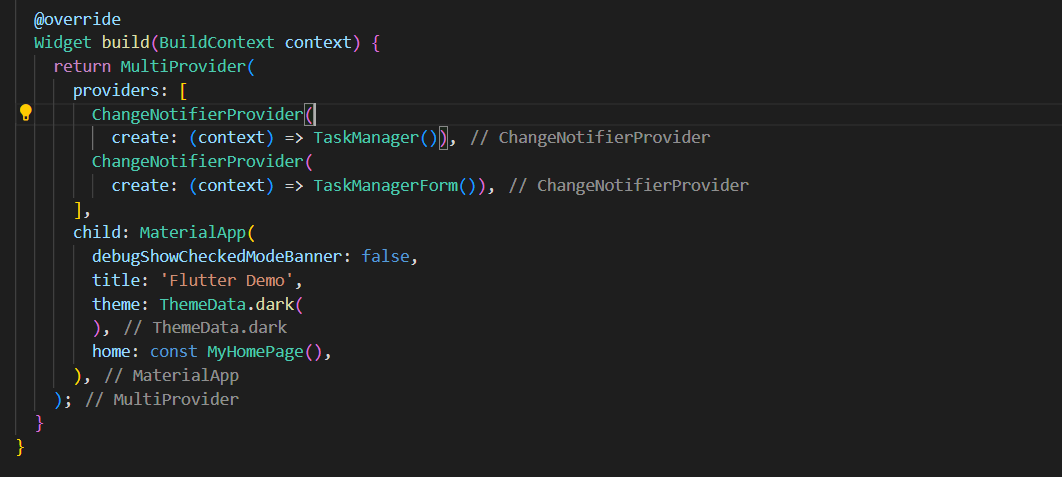 @override
Widget build(BuildContext context) {
return MultiProvider(
providers: [
ChangeNotifierProvider(
create: (context) => TaskManager()), // ChangeNotifierProvider
ChangeNotifierProvider(
create: (context) => TaskManagerForm()), // ChangeNotifierProvider
],
child: MaterialApp(
debugShowCheckedModeBanner: false,
title: 'Flutter Demo',
theme: ThemeData.dark(
), // ThemeData.dark
home: const MyHomePage(),
), // MaterialApp
); // MultiProvider
}
}